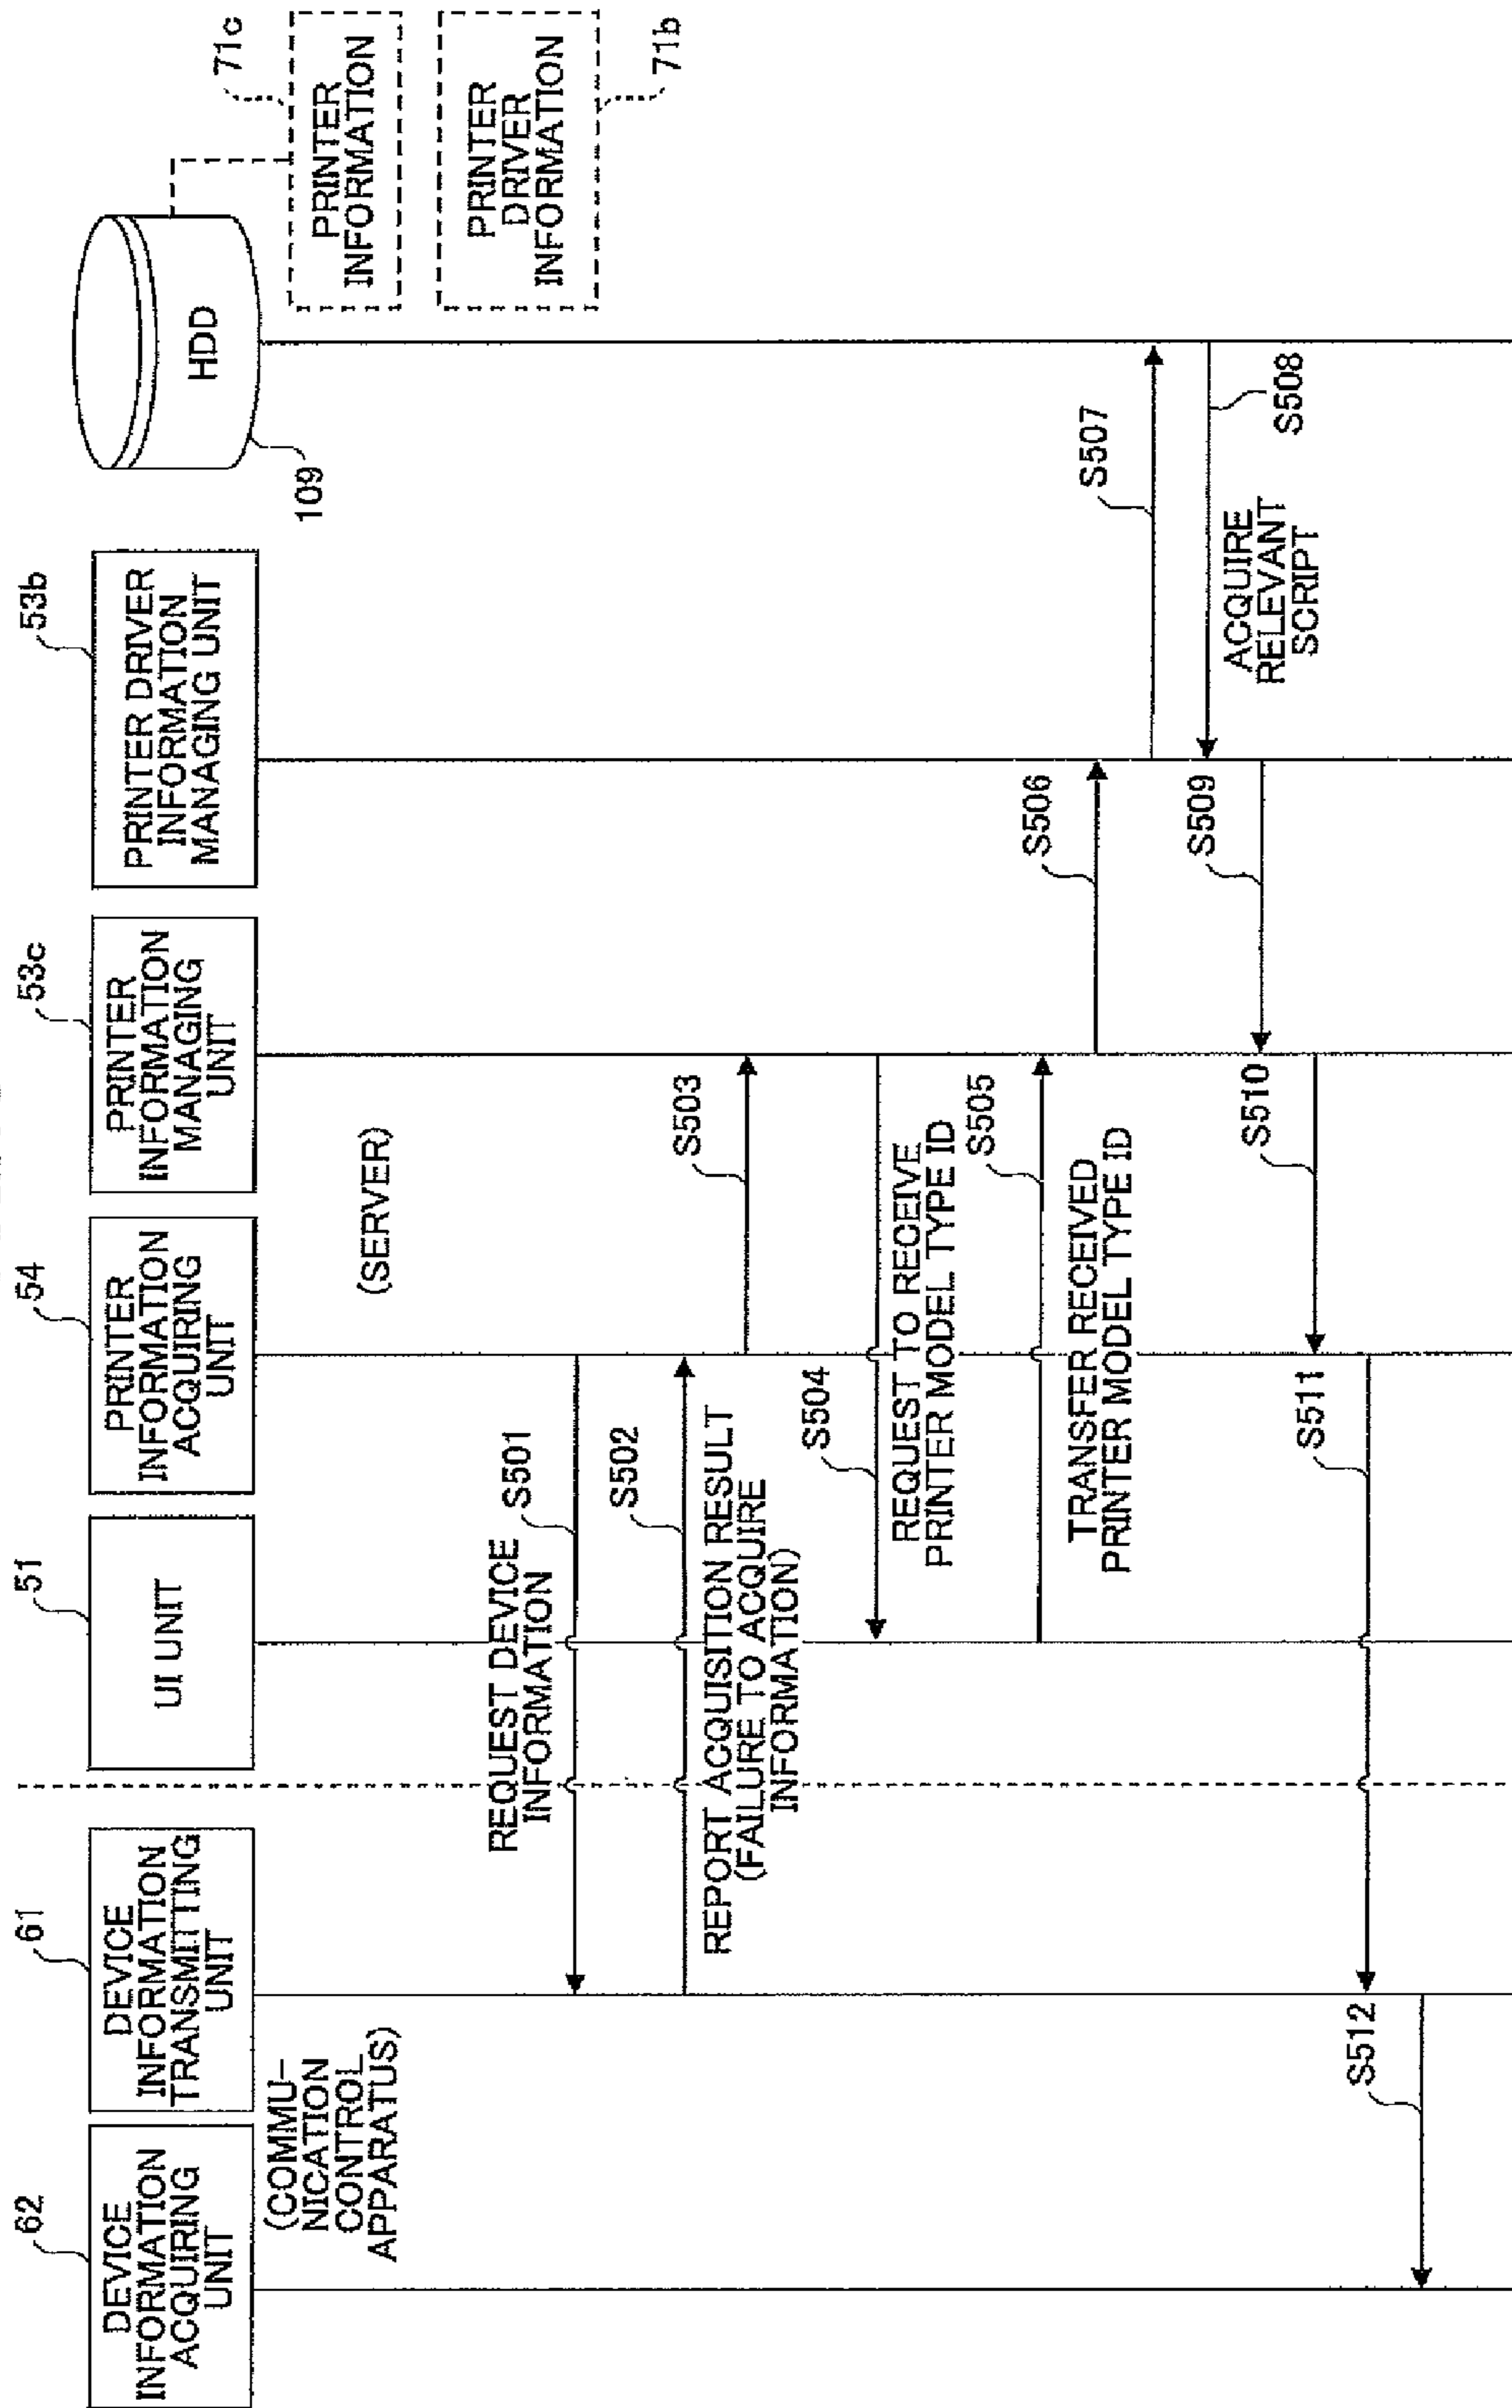 62
DEVICE
INFORMATION
ACQUIRING
UNIT
61
DEVICE
INFORMATION
TRANSMITTING
UNIT
51
UI UNIT
54
PRINTER
INFORMATION
ACQUIRING
UNIT
53c
PRINTER
INFORMATION
MANAGING
UNIT
53b
PRINTER DRIVER
INFORMATION
MANAGING UNIT
HDD
109
71c
PRINTER
INFORMATION
PRINTER
DRIVER
INFORMATION
71b
(COMMU-
NICATION
CONTROL
APPARATUS)
(SERVER)
S501
REQUEST DEVICE
INFORMATION
S502
REPORT ACQUISITION RESULT
(FAILURE TO ACQUIRE
INFORMATION)
S503
S504
REQUEST TO RECEIVE
PRINTER MODEL TYPE ID
S505
TRANSFER RECEIVED
PRINTER MODEL TYPE ID
S506
S507
S508
ACQUIRE
RELEVANT
SCRIPT
S509
S510
S511
S512